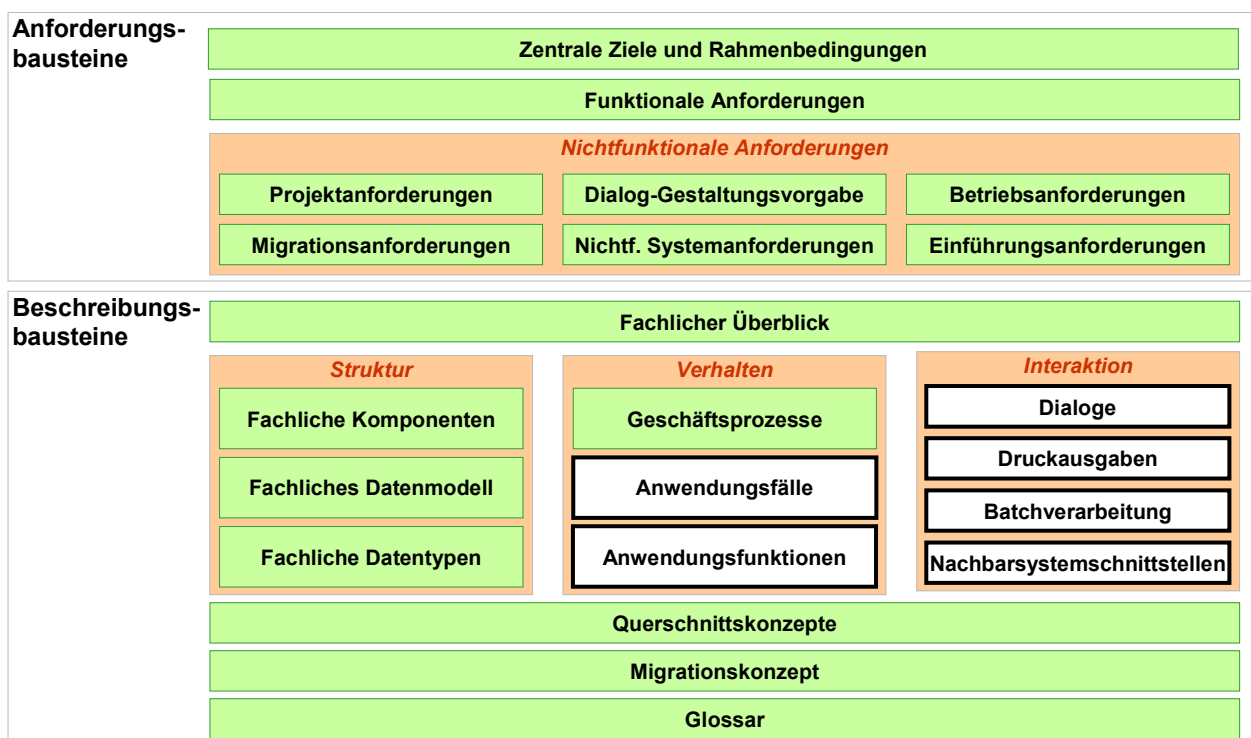 Anforderungs-
bausteine
Zentrale Ziele und Rahmenbedingungen
Funktionale Anforderungen
Nichtfunktionale Anforderungen
Projektanforderungen
Dialog-Gestaltungsvorgabe
Betriebsanforderungen
Migrationsanforderungen
Nichtf. Systemanforderungen
Einführungsanforderungen
Beschreibungs-
bausteine
Fachlicher Überblick
Struktur
Fachliche Komponenten
Fachliches Datenmodell
Fachliche Datentypen
Verhalten
Geschäftsprozesse
Anwendungsfälle
Anwendungsfunktionen
Interaktion
Dialoge
Druckausgaben
Batchverarbeitung
Nachbarsystemschnittstellen
Querschnittskonzepte
Migrationskonzept
Glossar